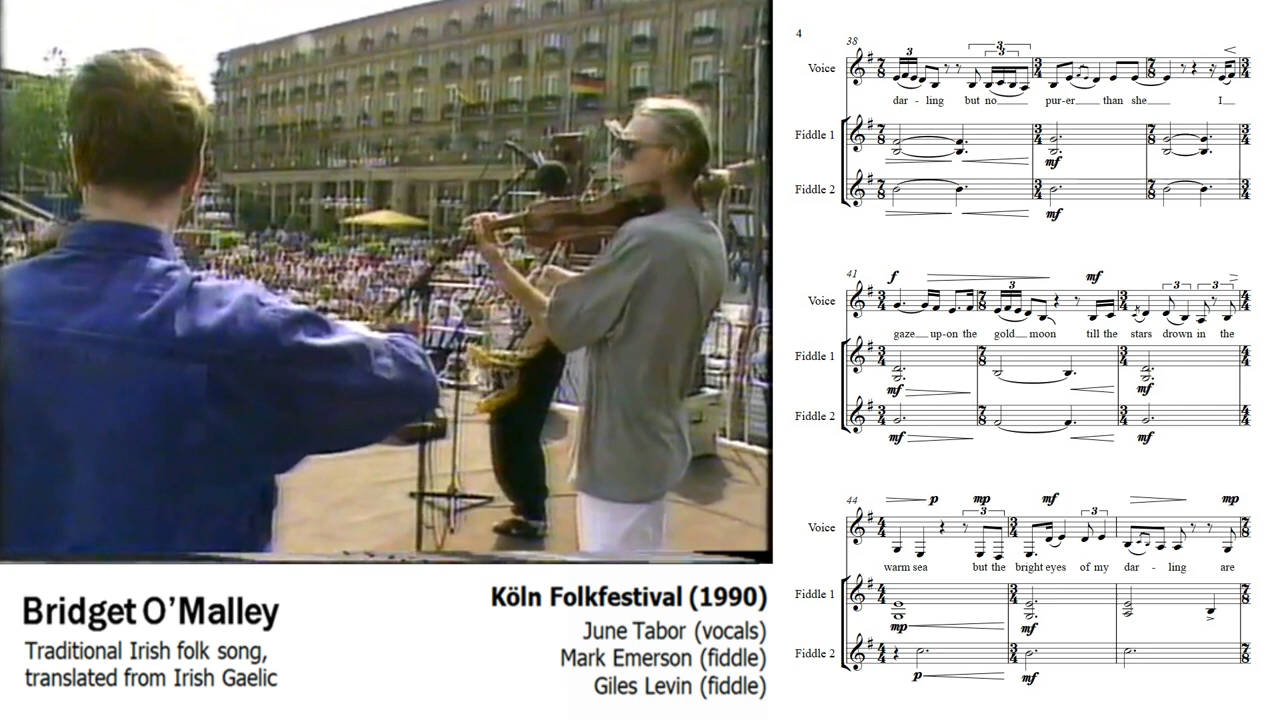 Bridget O'Malley
Traditional Irish folk song,
translated from Irish Gaelic
Köln Folkfestival (1990)
June Tabor (vocals)
Mark Emerson (fiddle)
Giles Levin (fiddle)
4
38
Voice
dar - ling but no pur-er than she I
Fiddle 1
mf
Fiddle 2
mf
41
f mf
Voice
gaze up-on the gold moon till the stars drown in the
Fiddle 1
mf mf
Fiddle 2
mf mf
44
p mp mf mp
Voice
warm sea but the bright eyes of my dar - ling are
Fiddle 1
mp mf
Fiddle 2
p mf